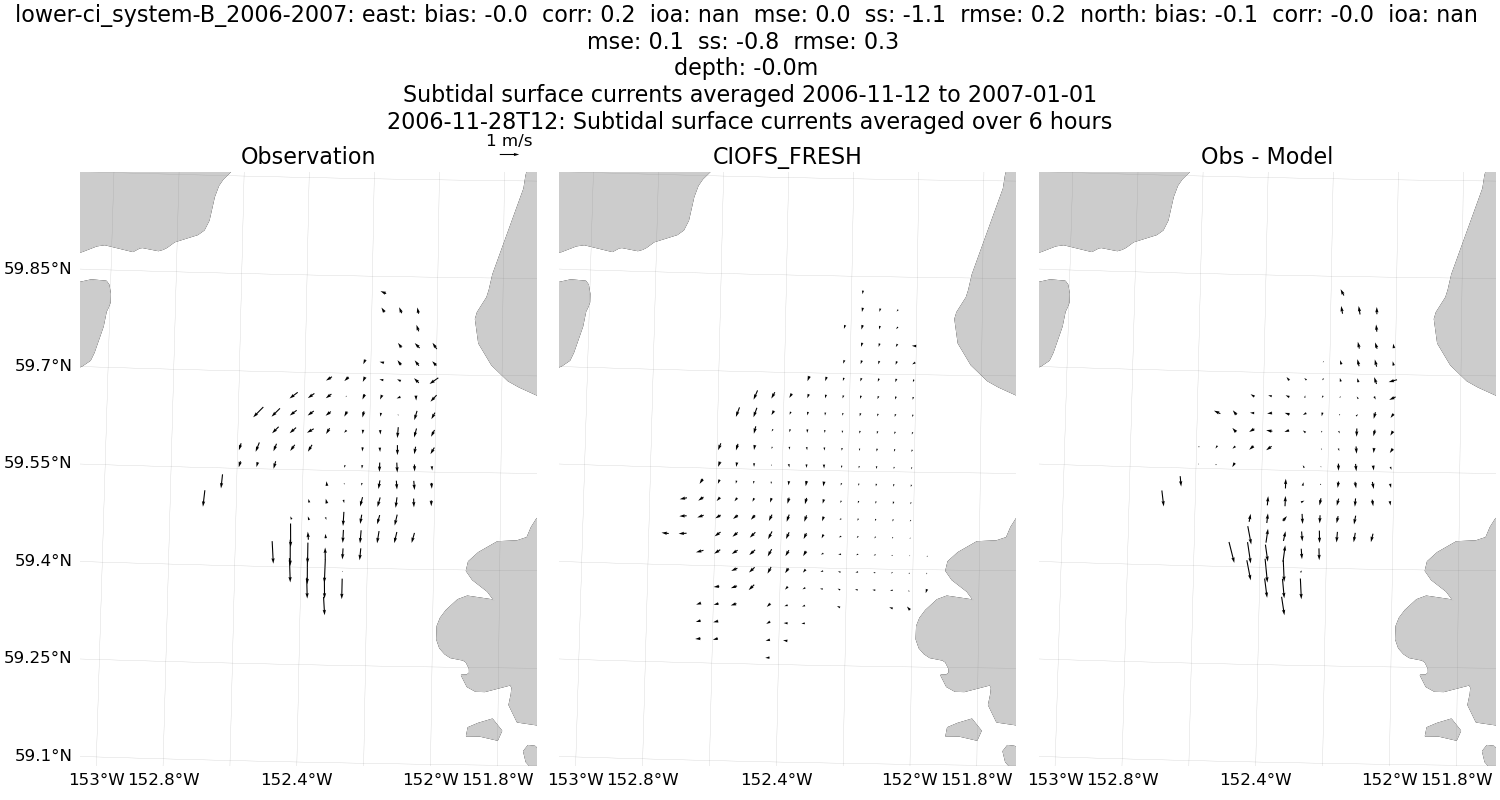 lower-ci_system-B_2006-2007: east: bias: -0.0  corr: 0.2  ioa: nan  mse: 0.0  ss: -1.1  rmse: 0.2  north: bias: -0.1  corr: -0.0  ioa: nan
mse: 0.1  ss: -0.8  rmse: 0.3
depth: -0.0m
Subtidal surface currents averaged 2006-11-12 to 2007-01-01
2006-11-28T12: Subtidal surface currents averaged over 6 hours
1 m/s
Observation CIOFS_FRESH Obs - Model
59.85°N
59.7°N
59.55°N
59.4°N
59.25°N
59.1°N
153°W 152.8°W 152.4°W 152°W 151.8°W 153°W 152.8°W 152.4°W 152°W 151.8°W 153°W 152.8°W 152.4°W 152°W 151.8°W